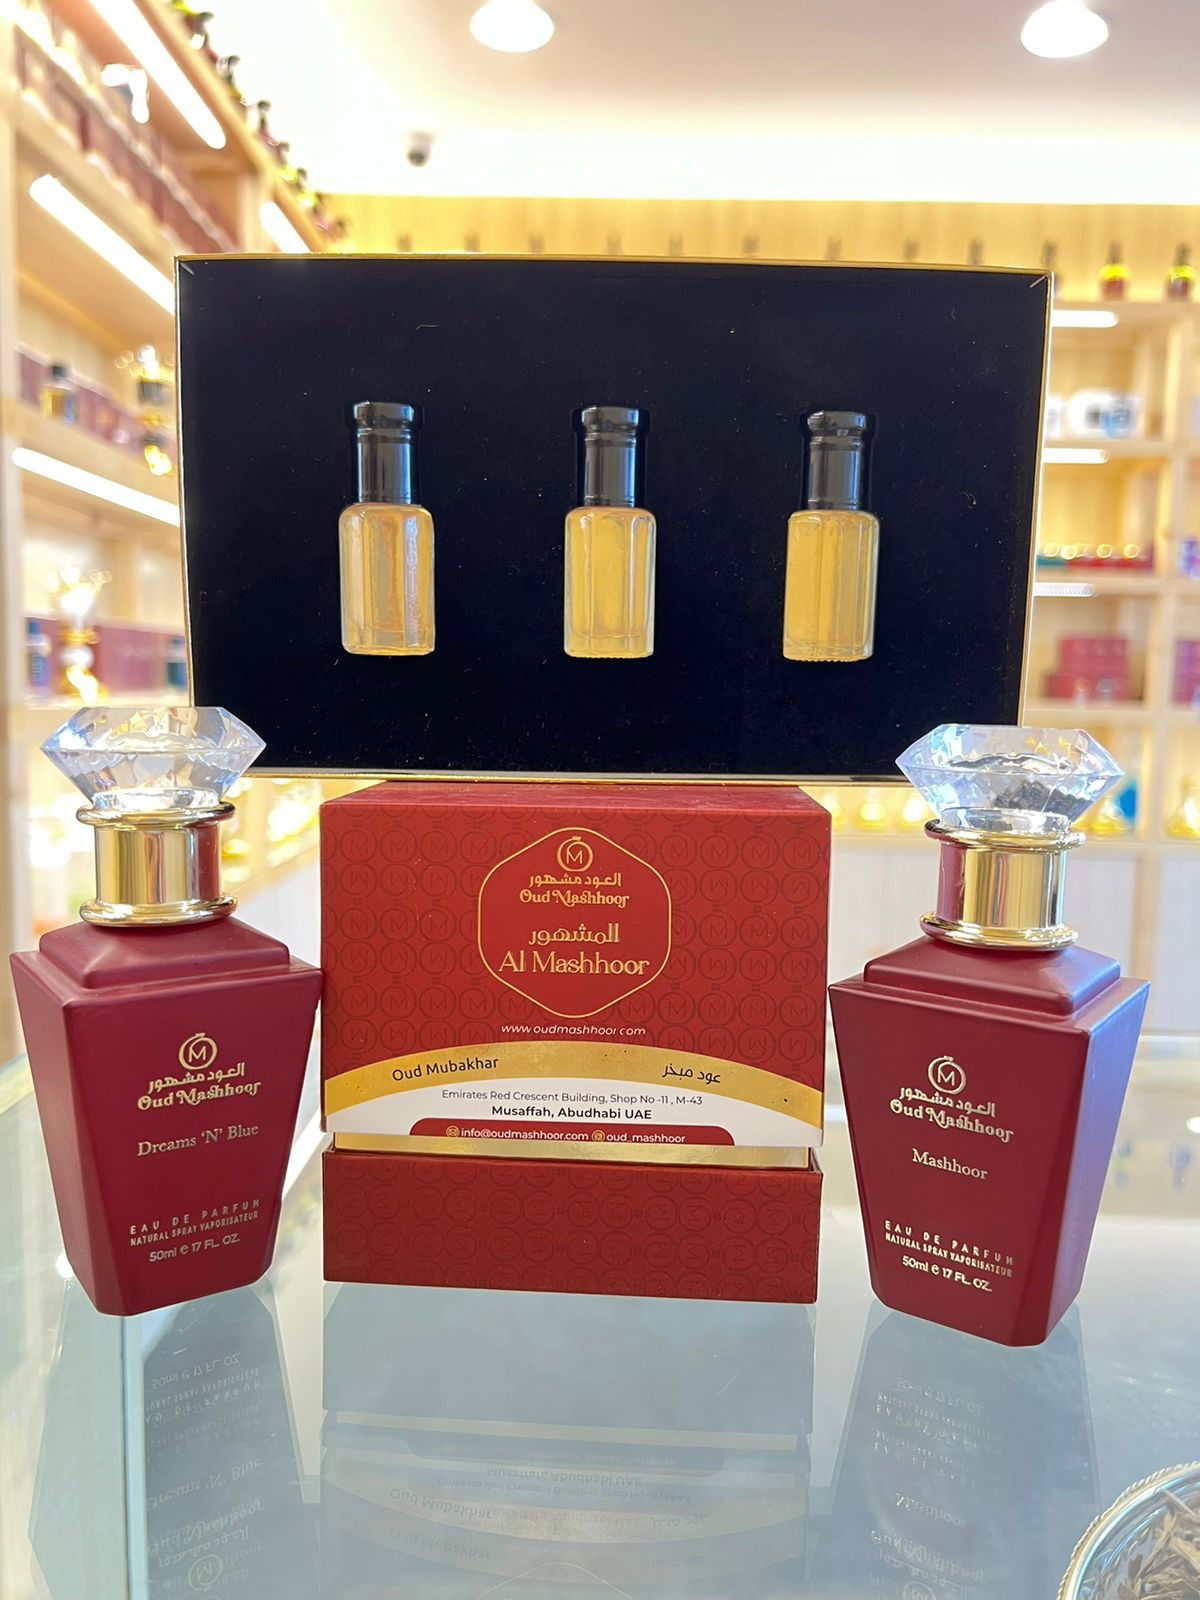 M
العود مشهور
Oud Mashhoor
المشهور
Al Mashhoor
www.oudmashhoor.com
Oud Mubakhar
عود مبخر
Emirates Red Crescent Building, Shop No -11 , M-43
Musaffah, Abudhabi UAE
info@oudmashhoor.com oud_mashhoor
M
العود مشهور
Oud Mashhoor
Dreams 'N' Blue
EAU DE PARFUM
NATURAL SPRAY VAPORISATEUR
50ml e 17 FL. OZ.
M
العود مشهور
Oud Mashhoor
Mashhoor
EAU DE PARFUM
NATURAL SPRAY VAPORISATEUR
50ml e 17 FL. OZ.